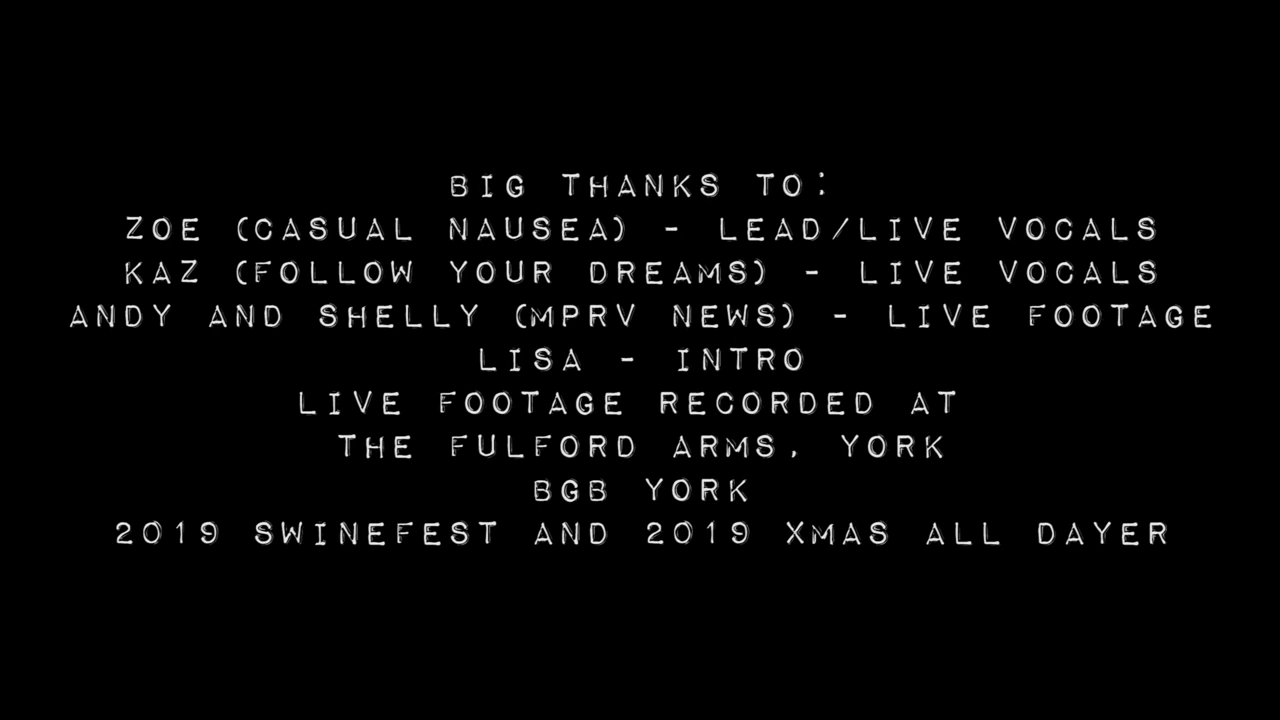 BIG THANKS TO:
ZOE (CASUAL NAUSEA) - LEAD/LIVE VOCALS
KAZ (FOLLOW YOUR DREAMS) - LIVE VOCALS
ANDY AND SHELLY (MPRV NEWS) - LIVE FOOTAGE
LISA - INTRO
LIVE FOOTAGE RECORDED AT
THE FULFORD ARMS, YORK
BGB YORK
2019 SWINEFEST AND 2019 XMAS ALL DAYER